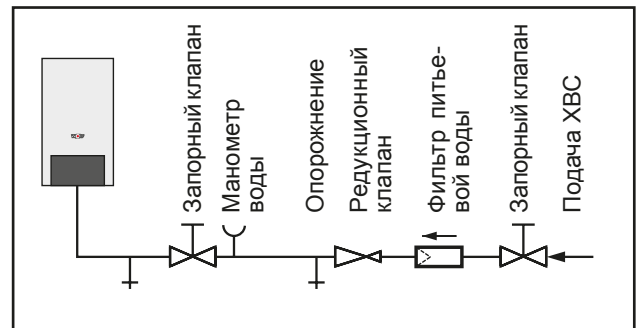 Запорный клапан
Манометр
воды
Опорожнение
Редукционный
клапан
Фильтр питье-
вой воды
Запорный клапан
Подача ХВС